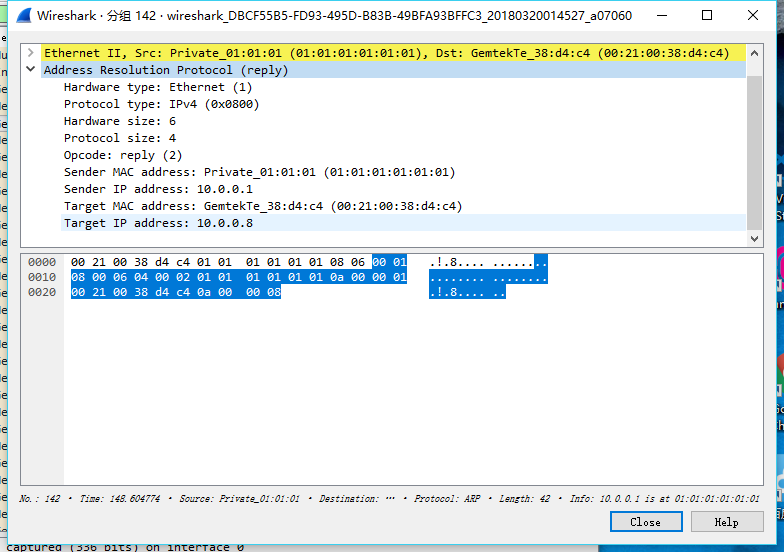 Wireshark · 分组 142 · wireshark_DBCF55B5-FD93-495D-B83B-49BFA93BFFC3_20180320014527_a07060
Ethernet II, Src: Private_01:01:01 (01:01:01:01:01:01), Dst: GemtekTe_38:d4:c4 (00:21:00:38:d4:c4)
Address Resolution Protocol (reply)
Hardware type: Ethernet (1)
Protocol type: IPv4 (0x0800)
Hardware size: 6
Protocol size: 4
Opcode: reply (2)
Sender MAC address: Private_01:01:01 (01:01:01:01:01:01)
Sender IP address: 10.0.0.1
Target MAC address: GemtekTe_38:d4:c4 (00:21:00:38:d4:c4)
Target IP address: 10.0.0.8
0000 00 21 00 38 d4 c4 01 01 01 01 01 01 08 06 00 01 .!.8.... ........
0010 08 00 06 04 00 02 01 01 01 01 01 01 0a 00 00 01 ........ ........
0020 00 21 00 38 d4 c4 0a 00 00 08 .!.8.... ..
No.: 142 · Time: 148.604774 · Source: Private_01:01:01 · Destination: … · Protocol: ARP · Length: 42 · Info: 10.0.0.1 is at 01:01:01:01:01:01
Close Help
captured (336 bits) on interface 0